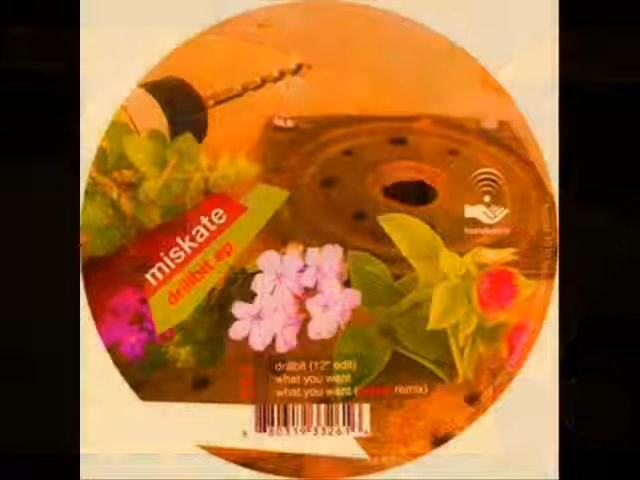 miskate
drillbit ep
drillbit (12" edit)
what you want
what you want ( remix)